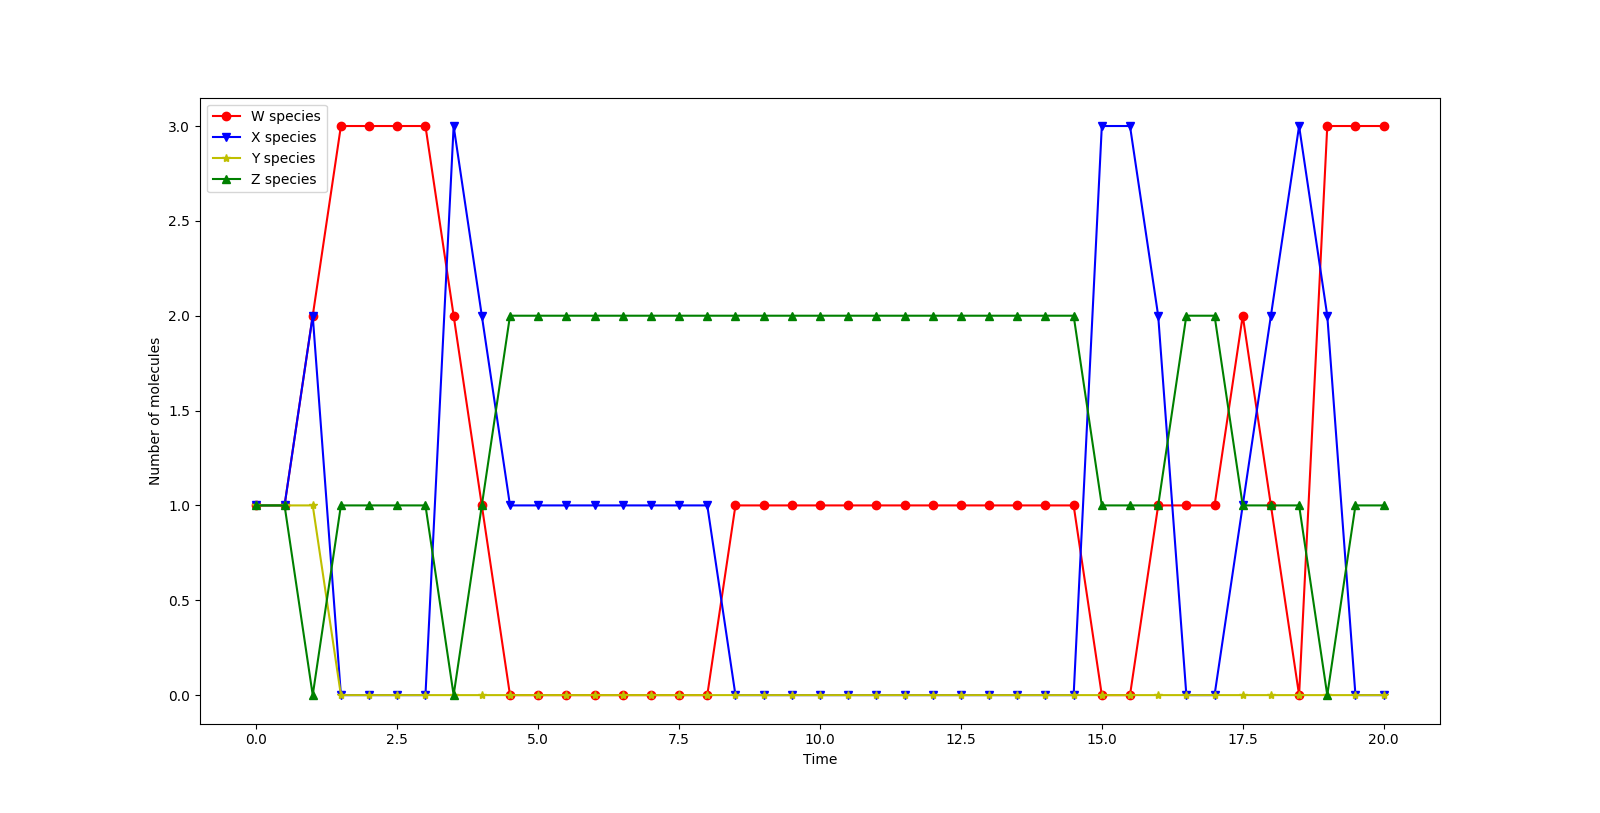 W species
X species
Y species
Z species
Number of molecules
3.0
2.5
2.0
1.5
1.0
0.5
0.0
0.0 2.5 5.0 7.5 10.0 12.5 15.0 17.5 20.0
Time